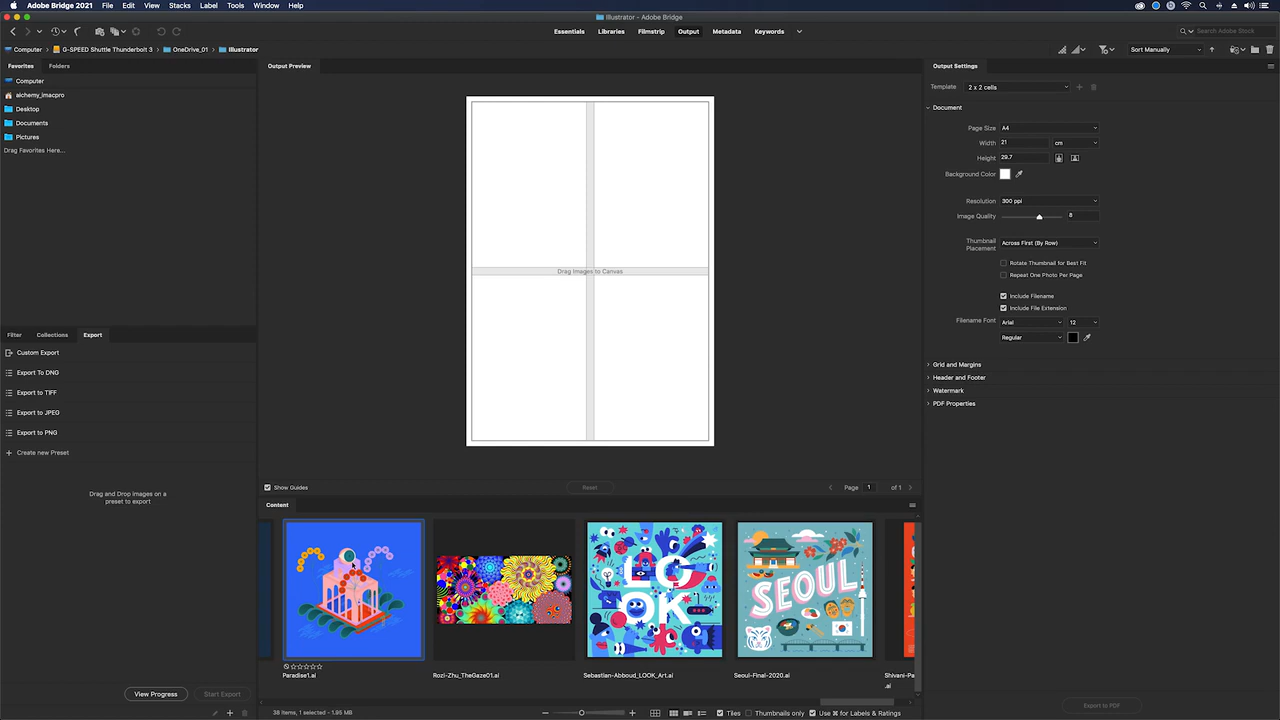 Adobe Bridge 2021 File Edit View Stacks Label Tools Window Help
Illustrator - Adobe Bridge
Essentials Libraries Filmstrip Output Metadata Keywords
Search Adobe Stock
Computer G-SPEED Shuttle Thunderbolt 3 OneDrive_01 Illustrator
Sort Manually
Favorites Folders
Computer
alchemy_imacpro
Desktop
Documents
Pictures
Drag Favorites Here...
Filter Collections Export
Custom Export
Export To DNG
Export to TIFF
Export to JPEG
Export to PNG
Create new Preset
Drag and Drop images on a
preset to export
View Progress Start Export
Output Preview
Drag Images to Canvas
Show Guides Reset Page 1 of 1
Content
LO
OK
SEOUL
Paradise1.ai
Rozi-Zhu_TheGaze01.ai
Sebastian-Abboud_LOOK_Art.ai
Seoul-Final-2020.ai
Shivani-Pa
.ai
38 items, 1 selected - 1.95 MB
Tiles Thumbnails only Use ⌘ for Labels & Ratings
Output Settings
Template: 2 x 2 cells
Document
Page Size A4
Width 21 cm
Height 29.7
Background Color
Resolution 300 ppi
Image Quality 8
Thumbnail
Placement
Across First (By Row)
Rotate Thumbnail for Best Fit
Repeat One Photo Per Page
Include Filename
Include File Extension
Filename Font Arial 12
Regular
Grid and Margins
Header and Footer
Watermark
PDF Properties
Export to PDF